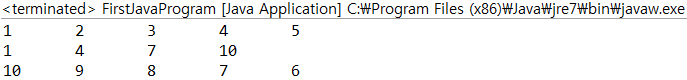 <terminated> FirstJavaProgram [Java Application] C:₩Program Files (x86)₩Java₩jre7₩bin₩javaw.exe
1 2 3 4 5
1 4 7 10
10 9 8 7 6